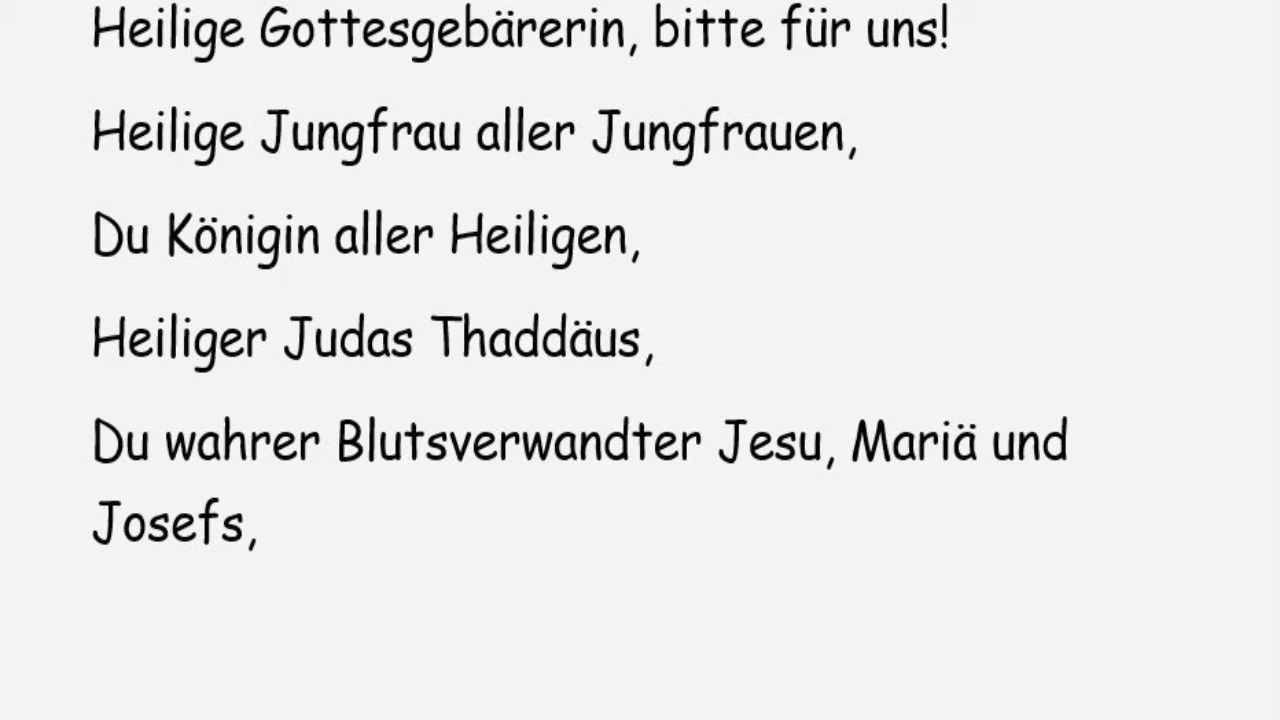 Heilige Gottesgebärerin, bitte für uns!
Heilige Jungfrau aller Jungfrauen,
Du Königin aller Heiligen,
Heiliger Judas Thaddäus,
Du wahrer Blutsverwandter Jesu, Mariä und
Josefs,